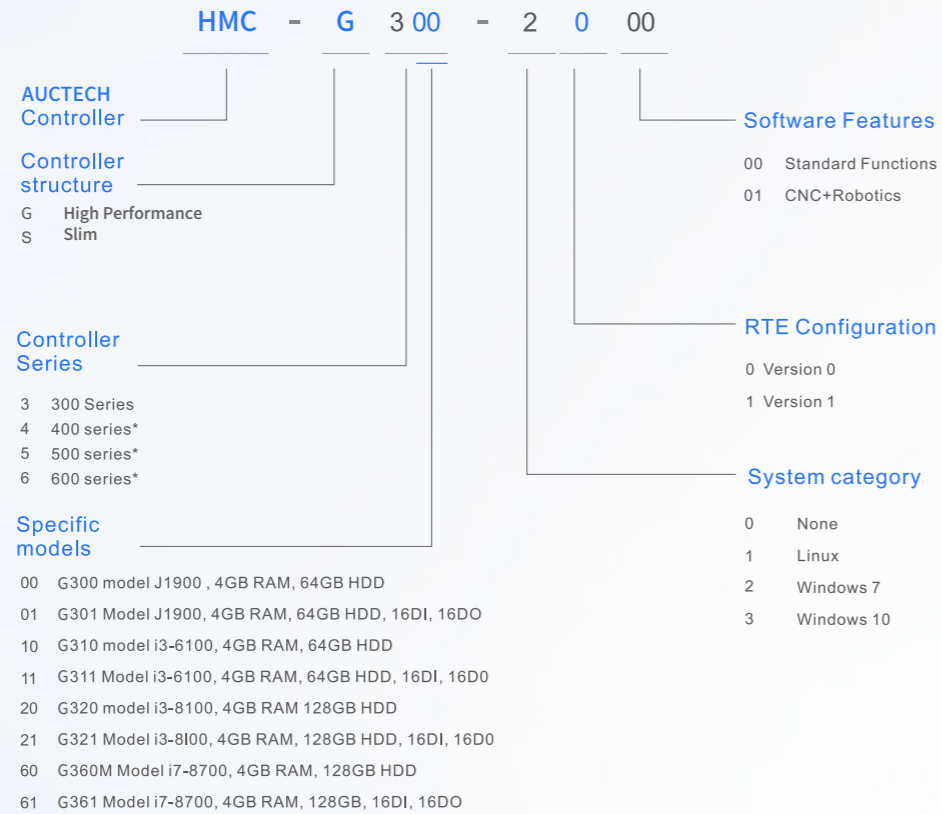 HMC - G 3 00 - 2 0 00
AUCTECH
Controller
Controller
structure
G High Performance
S Slim
Controller
Series
3 300 Series
4 400 series*
5 500 series*
6 600 series*
Specific
models
00 G300 model J1900 , 4GB RAM, 64GB HDD
01 G301 Model J1900, 4GB RAM, 64GB HDD, 16DI, 16DO
10 G310 model i3-6100, 4GB RAM, 64GB HDD
11 G311 Model i3-6100, 4GB RAM, 64GB HDD, 16DI, 16D0
20 G320 model i3-8100, 4GB RAM 128GB HDD
21 G321 Model i3-8I00, 4GB RAM, 128GB HDD, 16DI, 16D0
60 G360M Model i7-8700, 4GB RAM, 128GB HDD
61 G361 Model i7-8700, 4GB RAM, 128GB, 16DI, 16DO
Software Features
00 Standard Functions
01 CNC+Robotics
RTE Configuration
0 Version 0
1 Version 1
System category
0 None
1 Linux
2 Windows 7
3 Windows 10